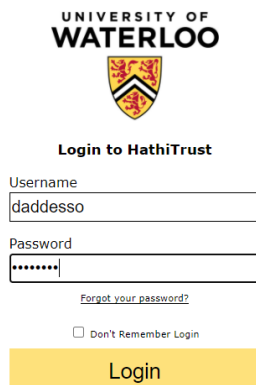 UNIVERSITY OF
WATERLOO
Login to HathiTrust
Username
daddesso
Password
••••••••
Forgot your password?
Don't Remember Login
Login